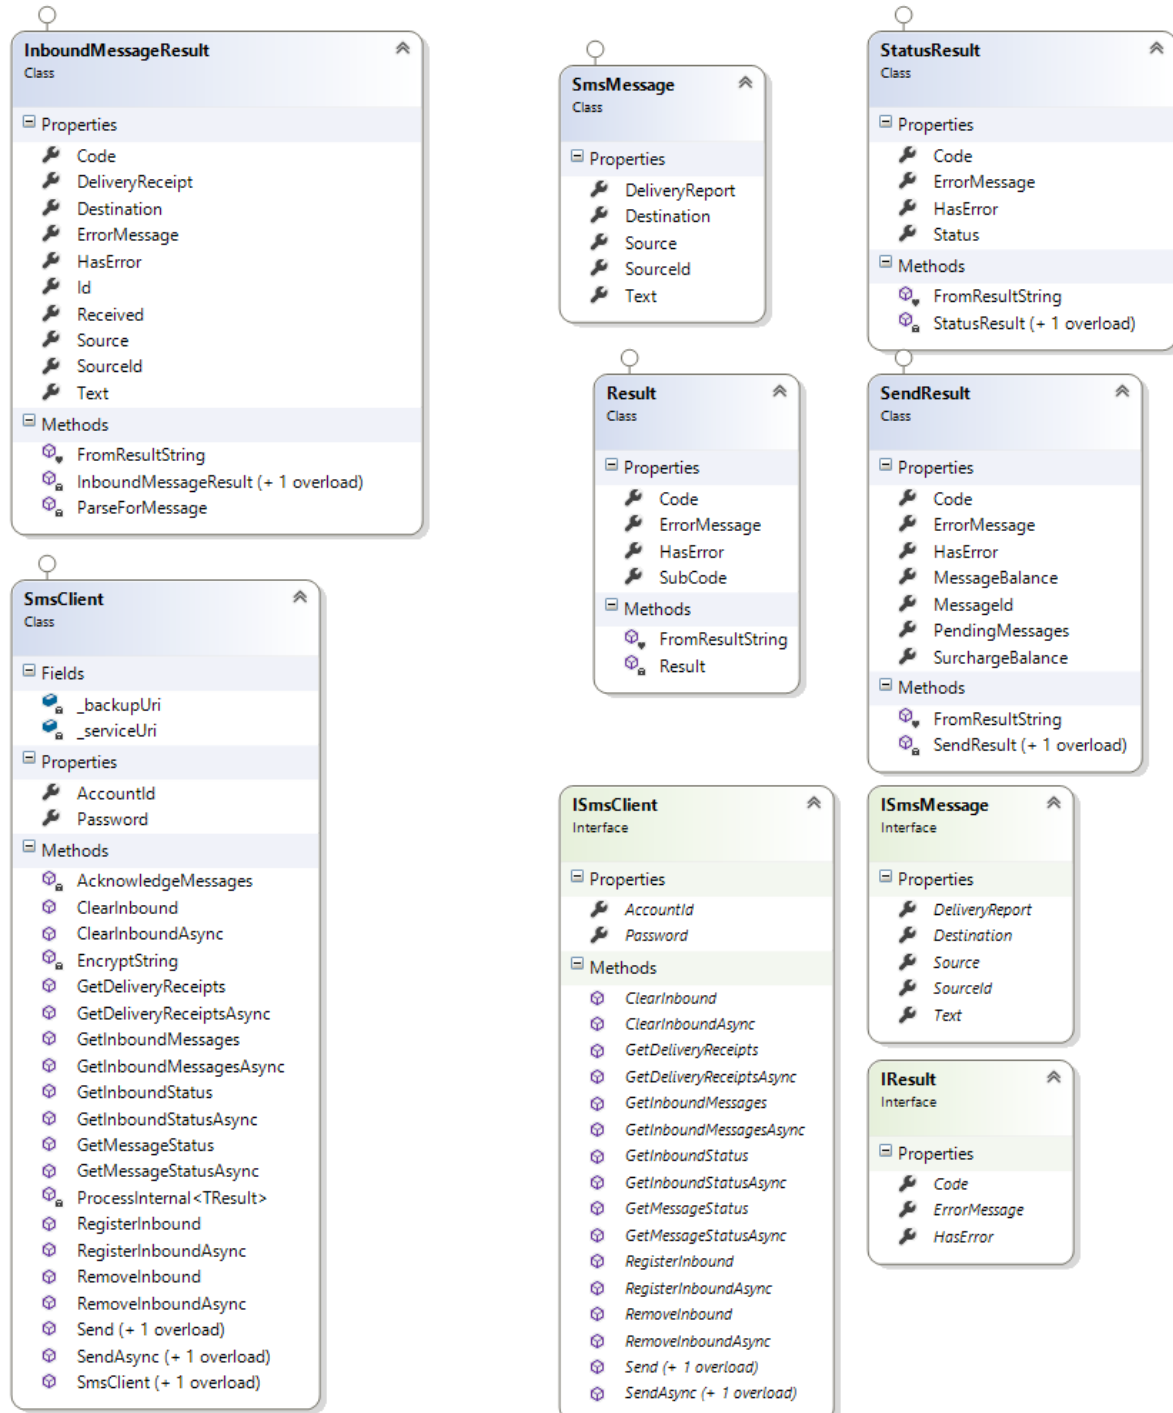 InboundMessageResult
Class
Properties
Code
DeliveryReceipt
Destination
ErrorMessage
HasError
Id
Received
Source
SourceId
Text
Methods
FromResultString
InboundMessageResult (+ 1 overload)
ParseForMessage
SmsClient
Class
Fields
_backupUri
_serviceUri
Properties
AccountId
Password
Methods
AcknowledgeMessages
ClearInbound
ClearInboundAsync
EncryptString
GetDeliveryReceipts
GetDeliveryReceiptsAsync
GetInboundMessages
GetInboundMessagesAsync
GetInboundStatus
GetInboundStatusAsync
GetMessageStatus
GetMessageStatusAsync
ProcessInternal<TResult>
RegisterInbound
RegisterInboundAsync
RemoveInbound
RemoveInboundAsync
Send (+ 1 overload)
SendAsync (+ 1 overload)
SmsClient (+ 1 overload)
SmsMessage
Class
Properties
DeliveryReport
Destination
Source
SourceId
Text
Result
Class
Properties
Code
ErrorMessage
HasError
SubCode
Methods
FromResultString
Result
ISmsClient
Interface
Properties
AccountId
Password
Methods
ClearInbound
ClearInboundAsync
GetDeliveryReceipts
GetDeliveryReceiptsAsync
GetInboundMessages
GetInboundMessagesAsync
GetInboundStatus
GetInboundStatusAsync
GetMessageStatus
GetMessageStatusAsync
RegisterInbound
RegisterInboundAsync
RemoveInbound
RemoveInboundAsync
Send (+ 1 overload)
SendAsync (+ 1 overload)
StatusResult
Class
Properties
Code
ErrorMessage
HasError
Status
Methods
FromResultString
StatusResult (+ 1 overload)
SendResult
Class
Properties
Code
ErrorMessage
HasError
MessageBalance
MessageId
PendingMessages
SurchargeBalance
Methods
FromResultString
SendResult (+ 1 overload)
ISmsMessage
Interface
Properties
DeliveryReport
Destination
Source
SourceId
Text
IResult
Interface
Properties
Code
ErrorMessage
HasError